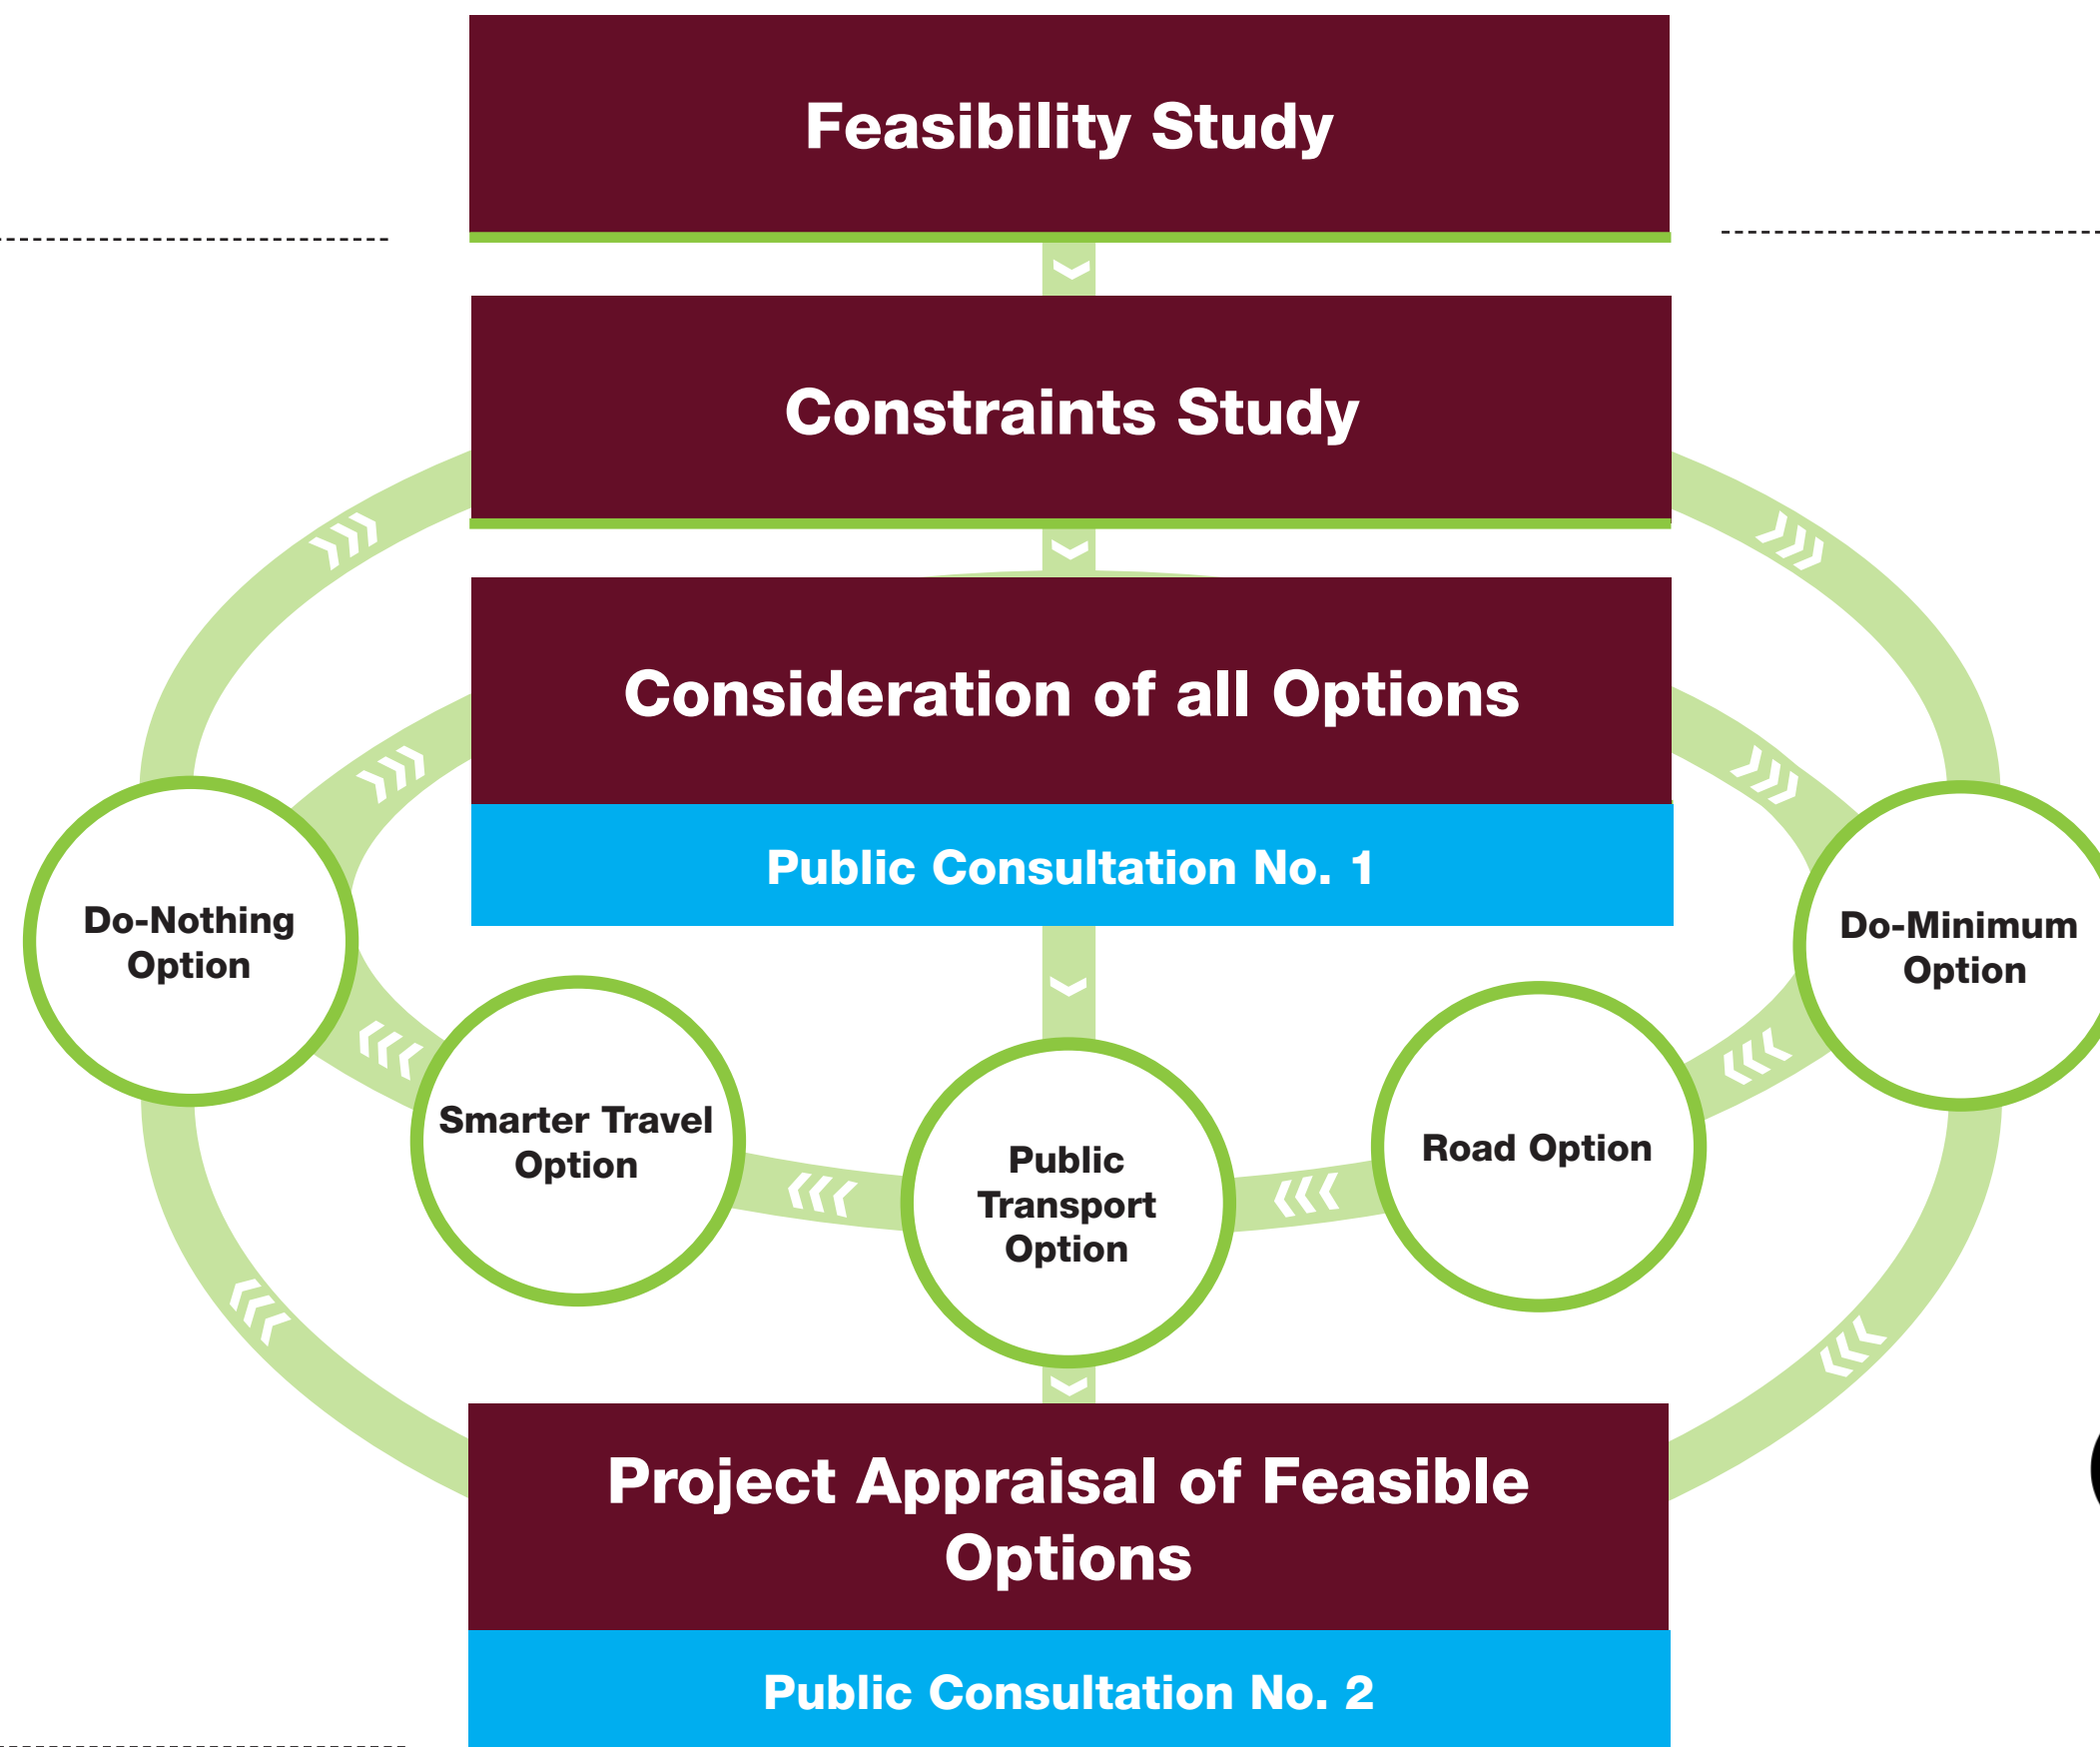 Feasibility Study
Constraints Study
Consideration of all Options
Public Consultation No. 1
Do-Nothing
Option
Smarter Travel
Option
Public
Transport
Option
Road Option
Do-Minimum
Option
Project Appraisal of Feasible
Options
Public Consultation No. 2